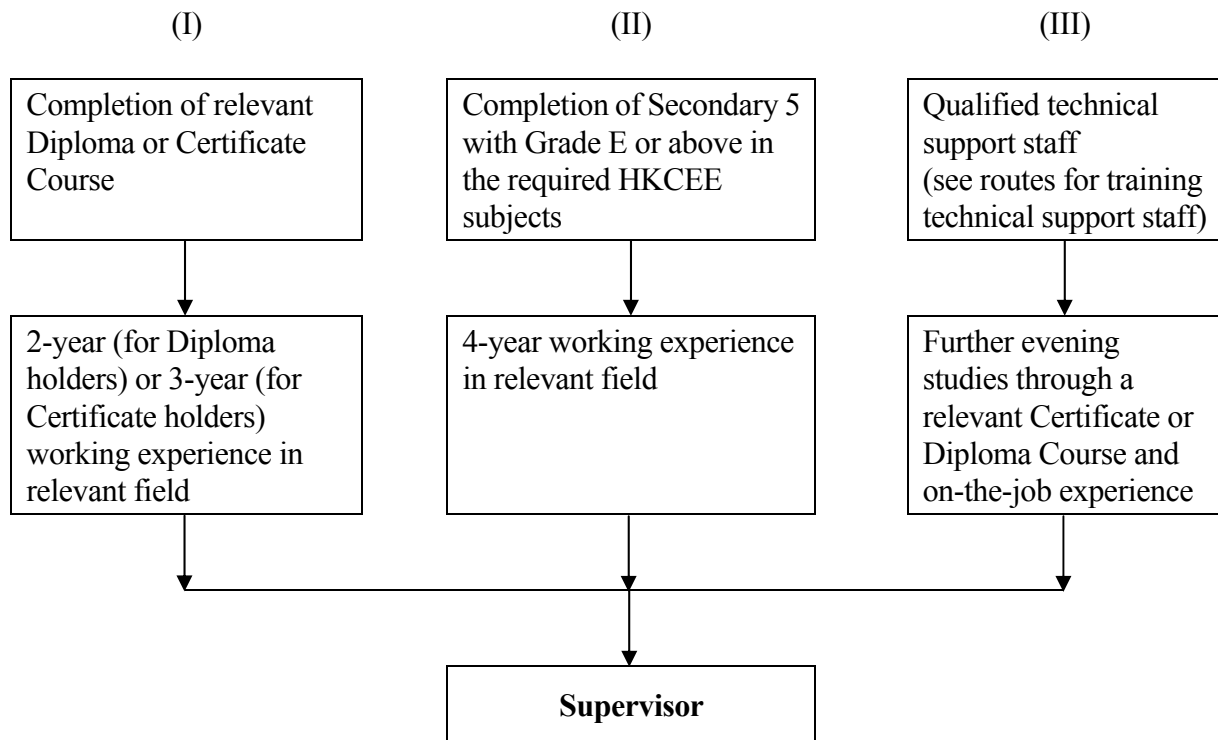 (I)
(II)
(III)
Completion of relevant
Diploma or Certificate
Course
Completion of Secondary 5
with Grade E or above in
the required HKCEE
subjects
Qualified technical
support staff
(see routes for training
technical support staff)
2-year (for Diploma
holders) or 3-year (for
Certificate holders)
working experience in
relevant field
4-year working experience
in relevant field
Further evening
studies through a
relevant Certificate or
Diploma Course and
on-the-job experience
Supervisor